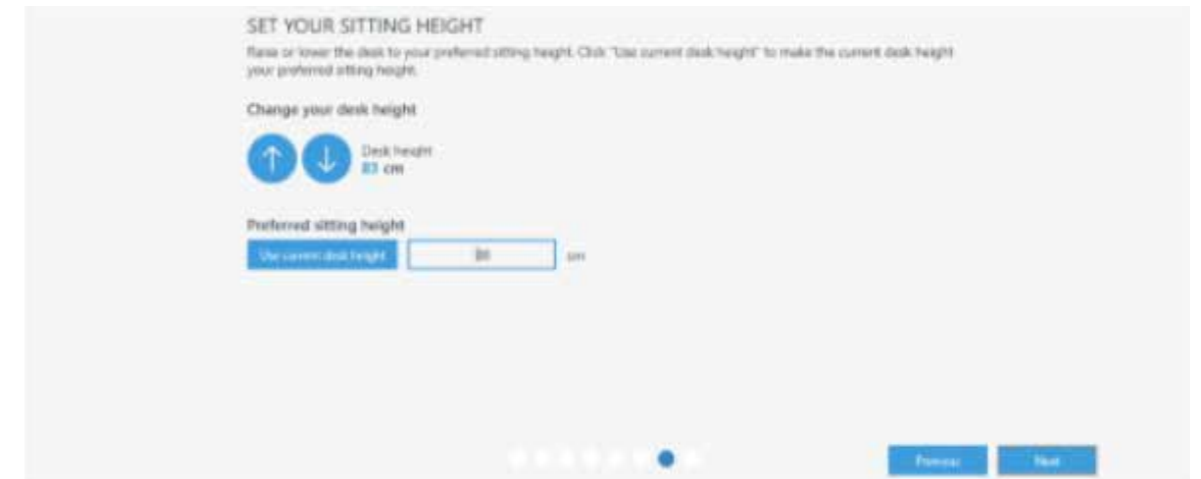 SET YOUR SITTING HEIGHT
Raise or lower the desk to your preferred sitting height. Click "Use current desk height" to make the current desk height
your preferred sitting height.
Change your desk height
Desk height
83 cm
Preferred sitting height
Use current desk height
cm
Previous
Next